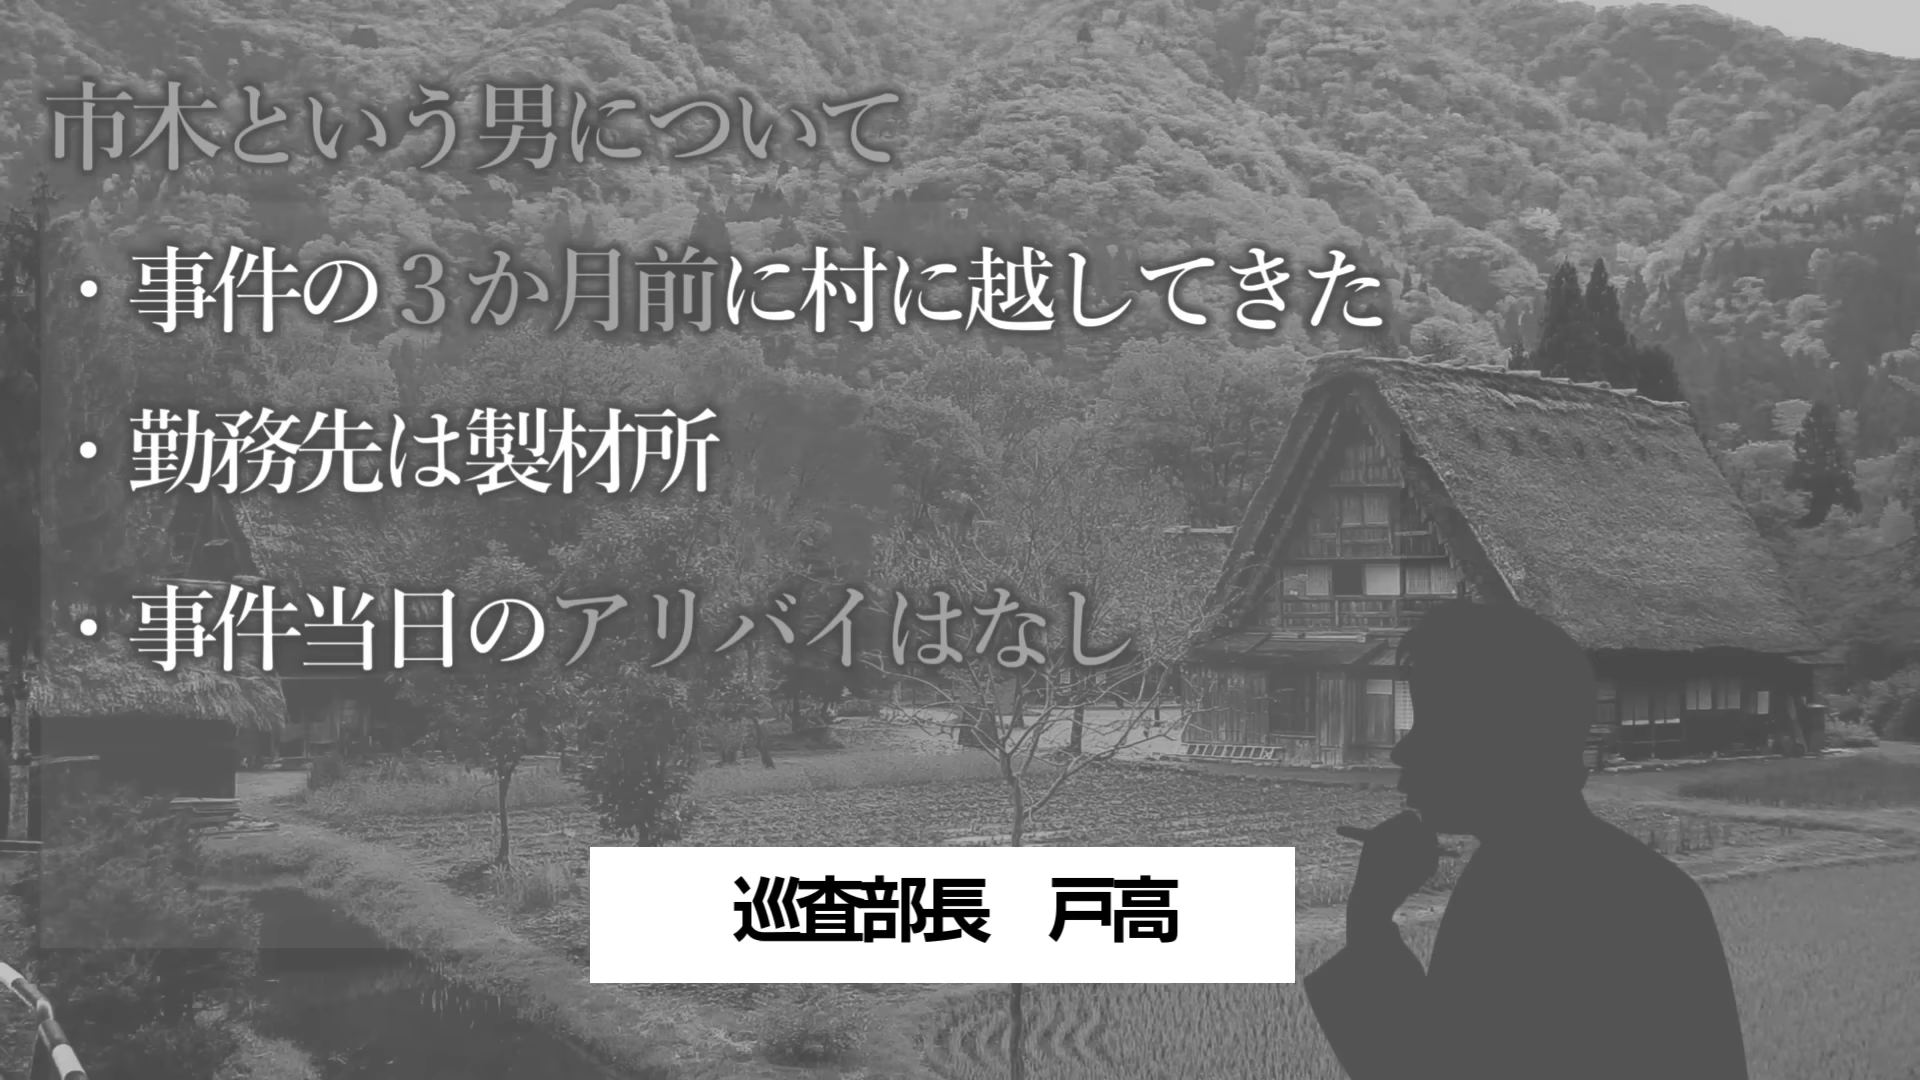 市木という男について
・事件の３か月前に村に越してきた
・勤務先は製材所
・事件当日のアリバイはなし
巡査部長　戸高